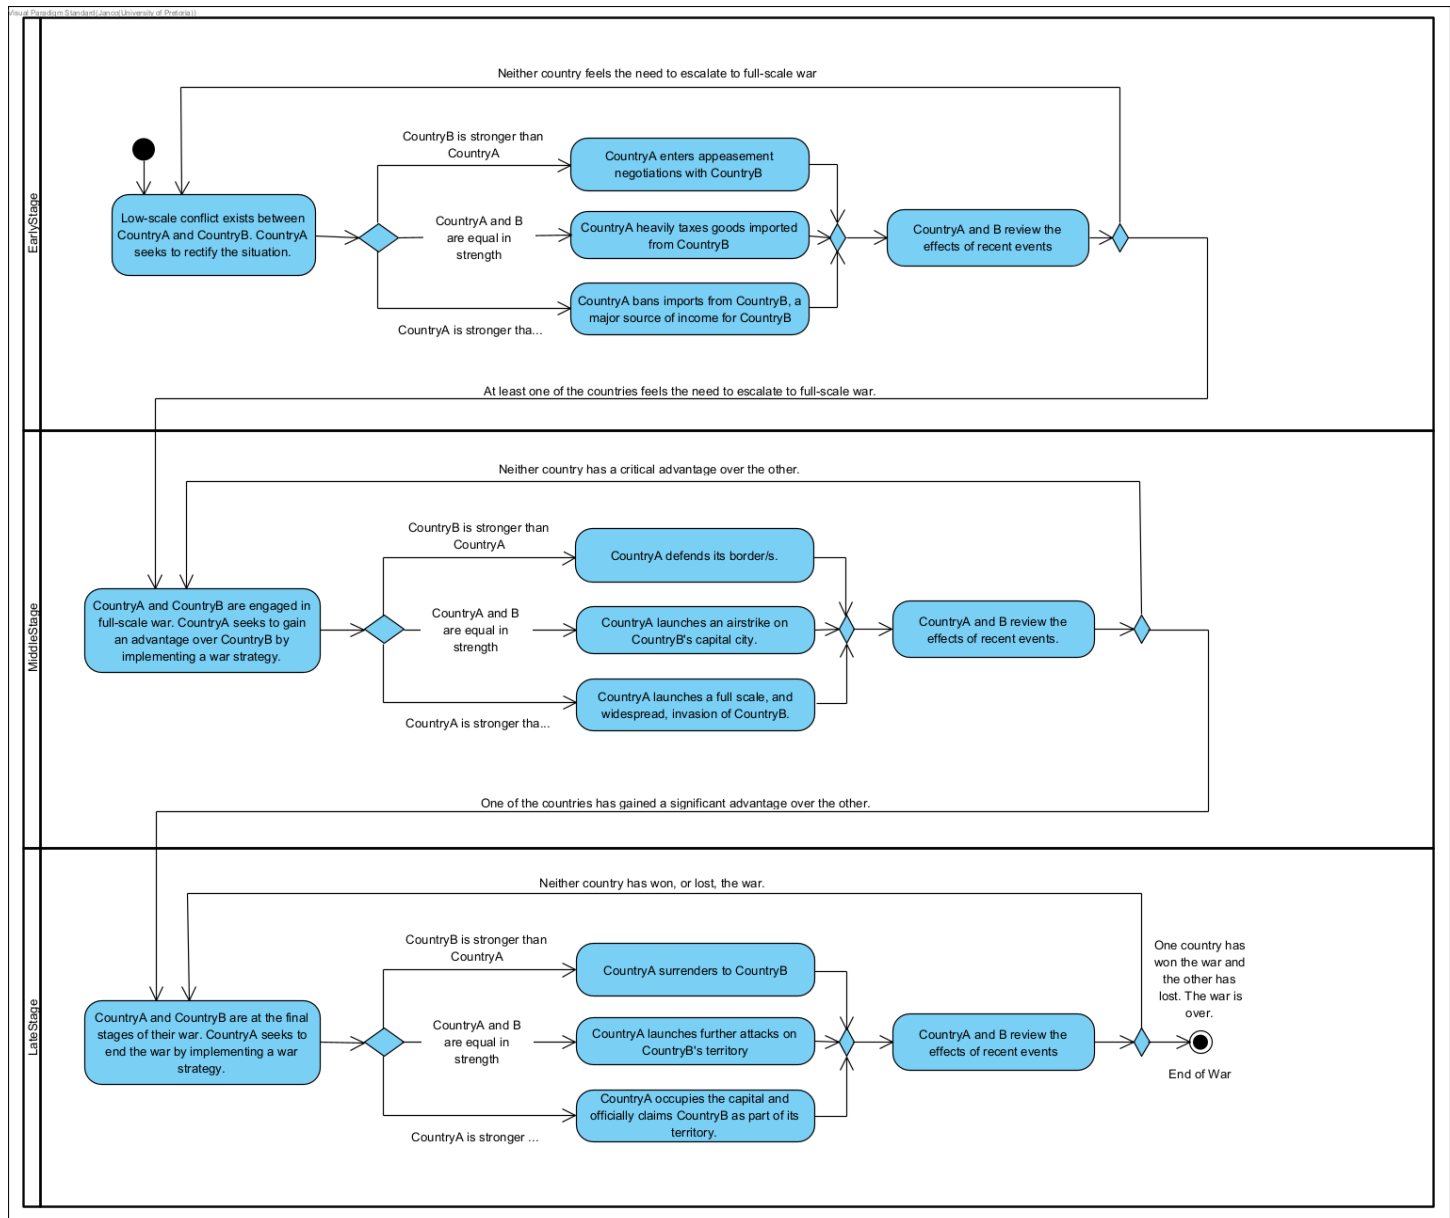 Visual Paradigm Standard(Janco(University of Pretoria))
EarlyStage
Neither country feels the need to escalate to full-scale war
Low-scale conflict exists between
CountryA and CountryB. CountryA
seeks to rectify the situation.
CountryB is stronger than
CountryA
CountryA and B
are equal in
strength
CountryA is stronger tha...
CountryA enters appeasement
negotiations with CountryB
CountryA heavily taxes goods imported
from CountryB
CountryA bans imports from CountryB, a
major source of income for CountryB
CountryA and B review the
effects of recent events
At least one of the countries feels the need to escalate to full-scale war.
MiddleStage
Neither country has a critical advantage over the other.
CountryA and CountryB are engaged in
full-scale war. CountryA seeks to gain
an advantage over CountryB by
implementing a war strategy.
CountryB is stronger than
CountryA
CountryA and B
are equal in
strength
CountryA is stronger tha...
CountryA defends its border/s.
CountryA launches an airstrike on
CountryB's capital city.
CountryA launches a full scale, and
widespread, invasion of CountryB.
CountryA and B review the
effects of recent events.
One of the countries has gained a significant advantage over the other.
LateStage
Neither country has won, or lost, the war.
CountryA and CountryB are at the final
stages of their war. CountryA seeks to
end the war by implementing a war
strategy.
CountryB is stronger than
CountryA
CountryA and B
are equal in
strength
CountryA is stronger ...
CountryA surrenders to CountryB
CountryA launches further attacks on
CountryB's territory
CountryA occupies the capital and
officially claims CountryB as part of its
territory.
CountryA and B review the
effects of recent events
One country has
won the war and
the other has
lost. The war is
over.
End of War